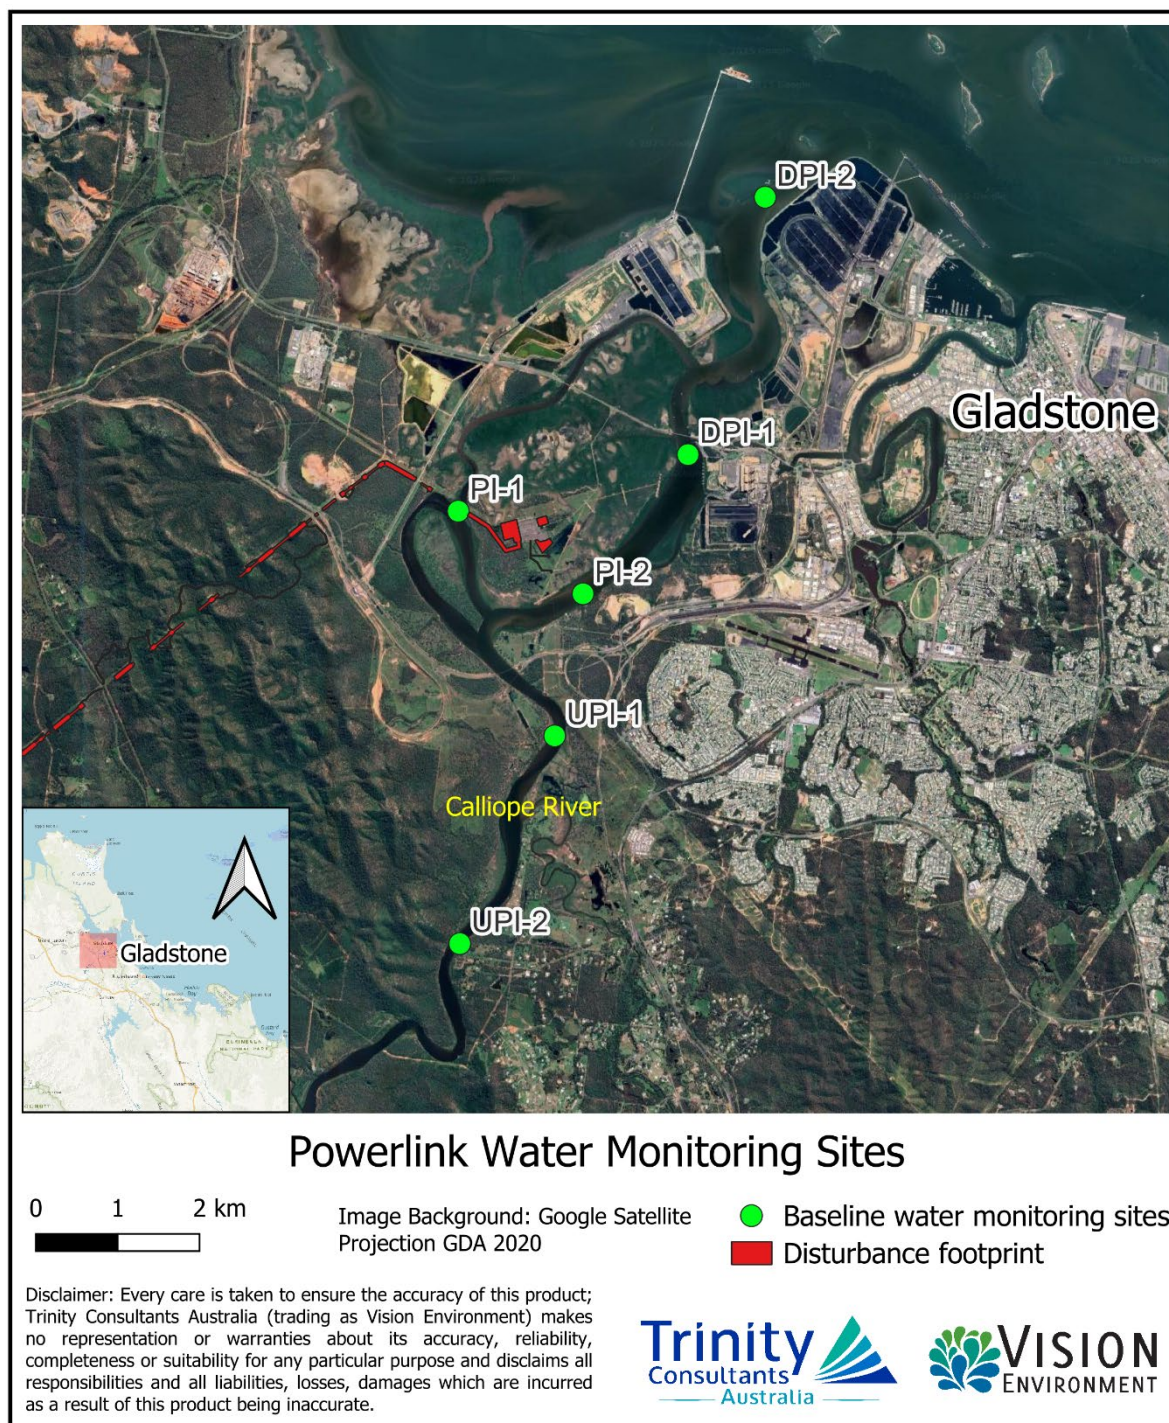 DPI-2
Gladstone
DPI-1
PI-1
PI-2
UPI-1
Calliope River
UPI-2
Gladstone
Powerlink Water Monitoring Sites
0 1 2 km
Image Background: Google Satellite
Projection GDA 2020
Baseline water monitoring sites
Disturbance footprint
Disclaimer: Every care is taken to ensure the accuracy of this product;
Trinity Consultants Australia (trading as Vision Environment) makes
no representation or warranties about its accuracy, reliability,
completeness or suitability for any particular purpose and disclaims all
responsibilities and all liabilities, losses, damages which are incurred
as a result of this product being inaccurate.
Trinity
Consultants
Australia
VISION
ENVIRONMENT